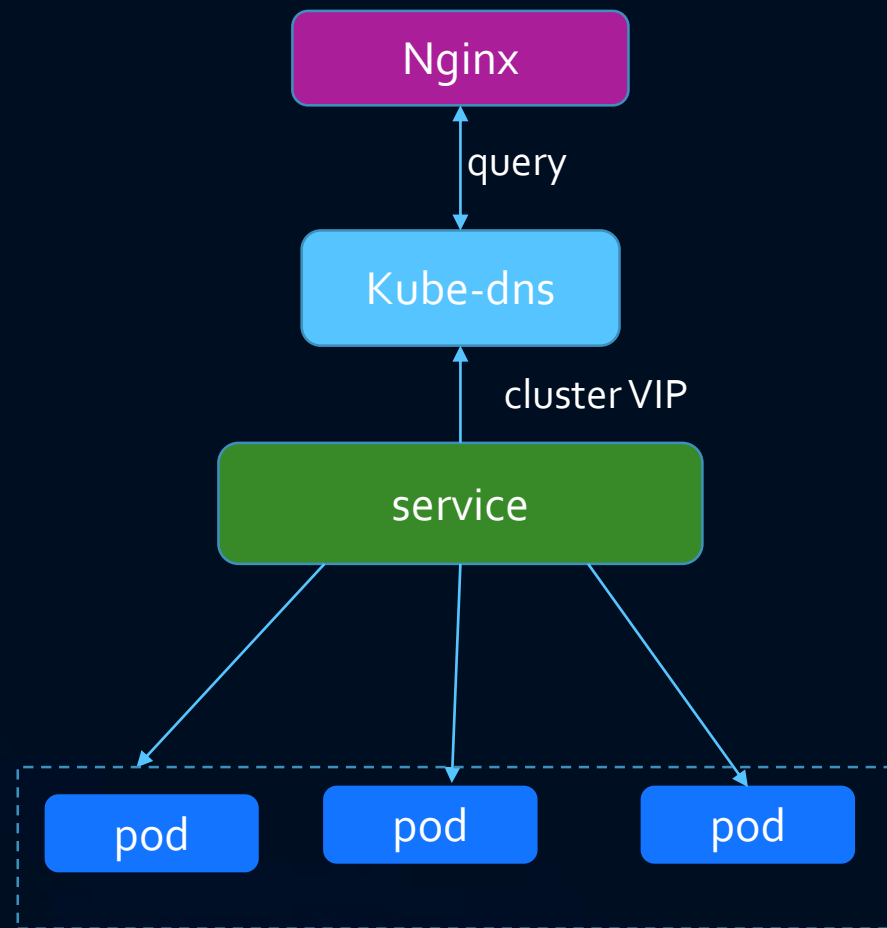 Nginx
query
Kube-dns
cluster VIP
service
pod
pod
pod